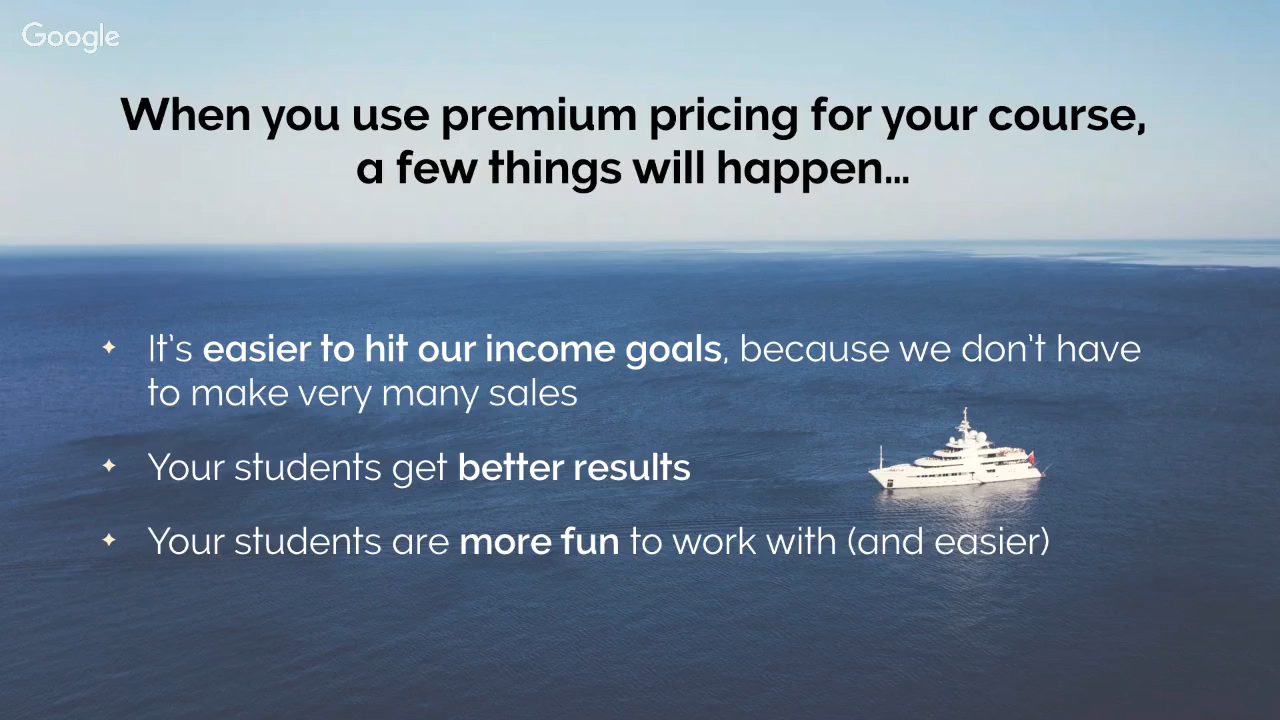 Google
When you use premium pricing for your course,
a few things will happen...
It’s easier to hit our income goals, because we don’t have
to make very many sales
Your students get better results
Your students are more fun to work with (and easier)